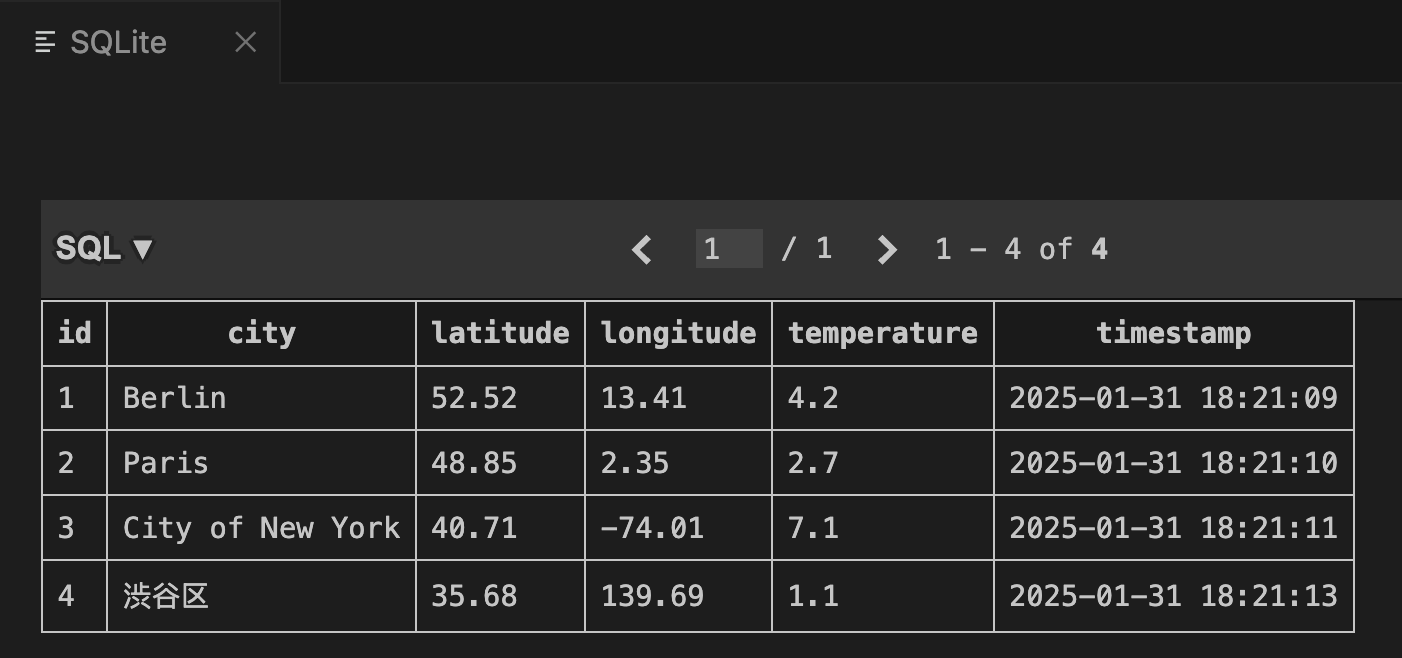 SQLite
SQL ▼
1 / 1 1 - 4 of 4
id city latitude longitude temperature timestamp
1 Berlin 52.52 13.41 4.2 2025-01-31 18:21:09
2 Paris 48.85 2.35 2.7 2025-01-31 18:21:10
3 City of New York 40.71 -74.01 7.1 2025-01-31 18:21:11
4 渋谷区 35.68 139.69 1.1 2025-01-31 18:21:13